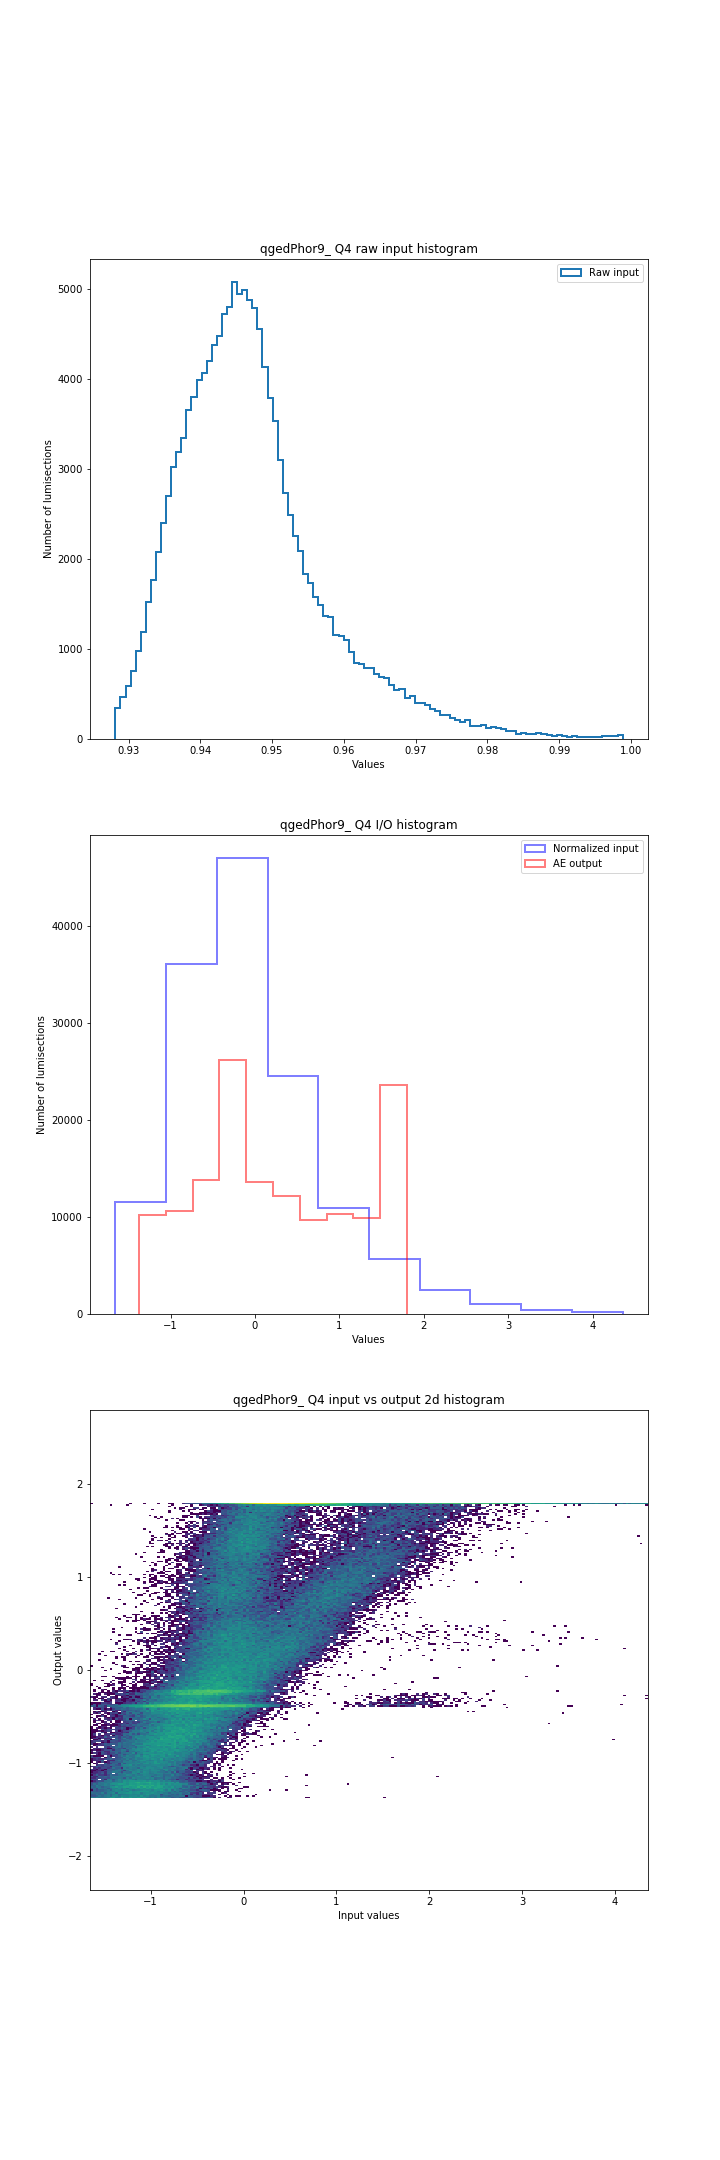 qgedPhor9_ Q4 raw input histogram
Raw input
Number of lumisections
5000
4000
3000
2000
1000
0
0.93 0.94 0.95 0.96 0.97 0.98 0.99 1.00
Values
qgedPhor9_ Q4 I/O histogram
Normalized input
AE output
Number of lumisections
40000
30000
20000
10000
0
−1 0 1 2 3 4
Values
qgedPhor9_ Q4 input vs output 2d histogram
Output values
2
1
0
−1
−2
−1 0 1 2 3 4
Input values